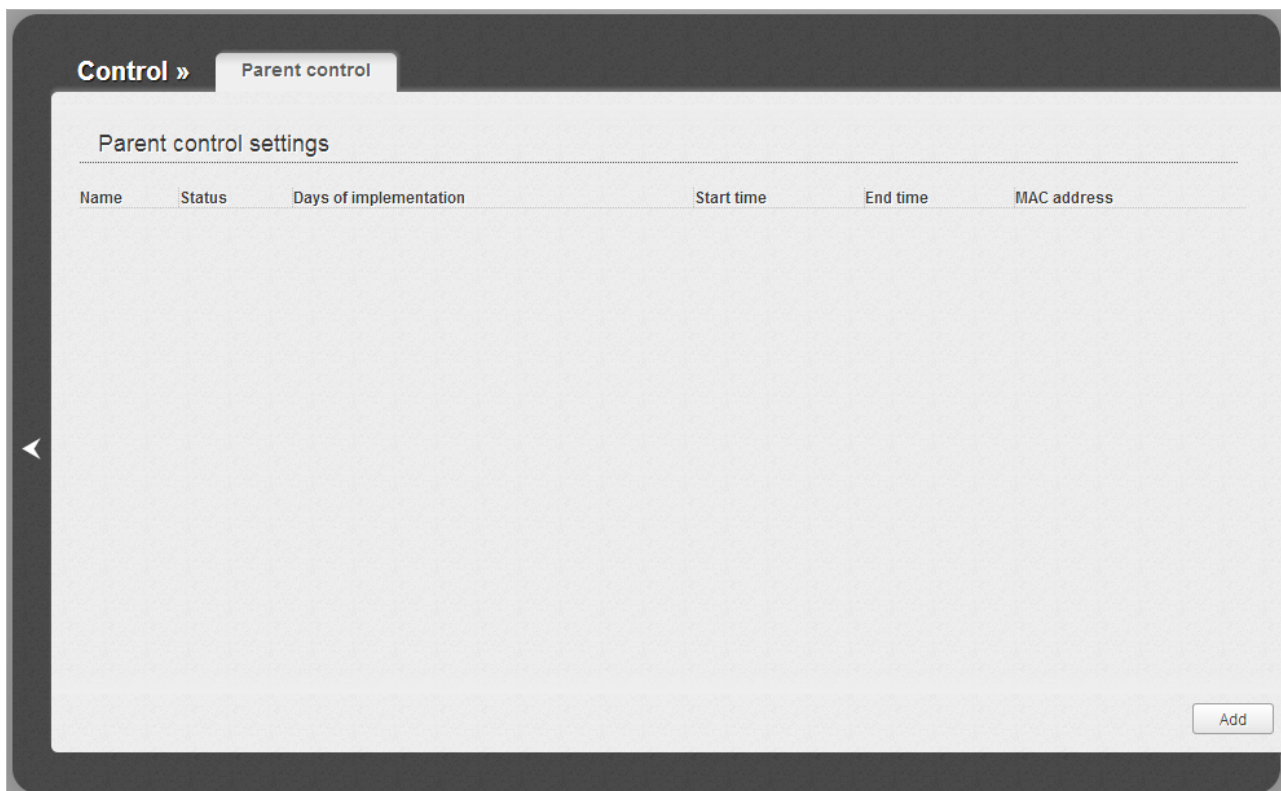 Control » Parent control
Parent control settings
Name Status Days of implementation Start time End time MAC address
Add